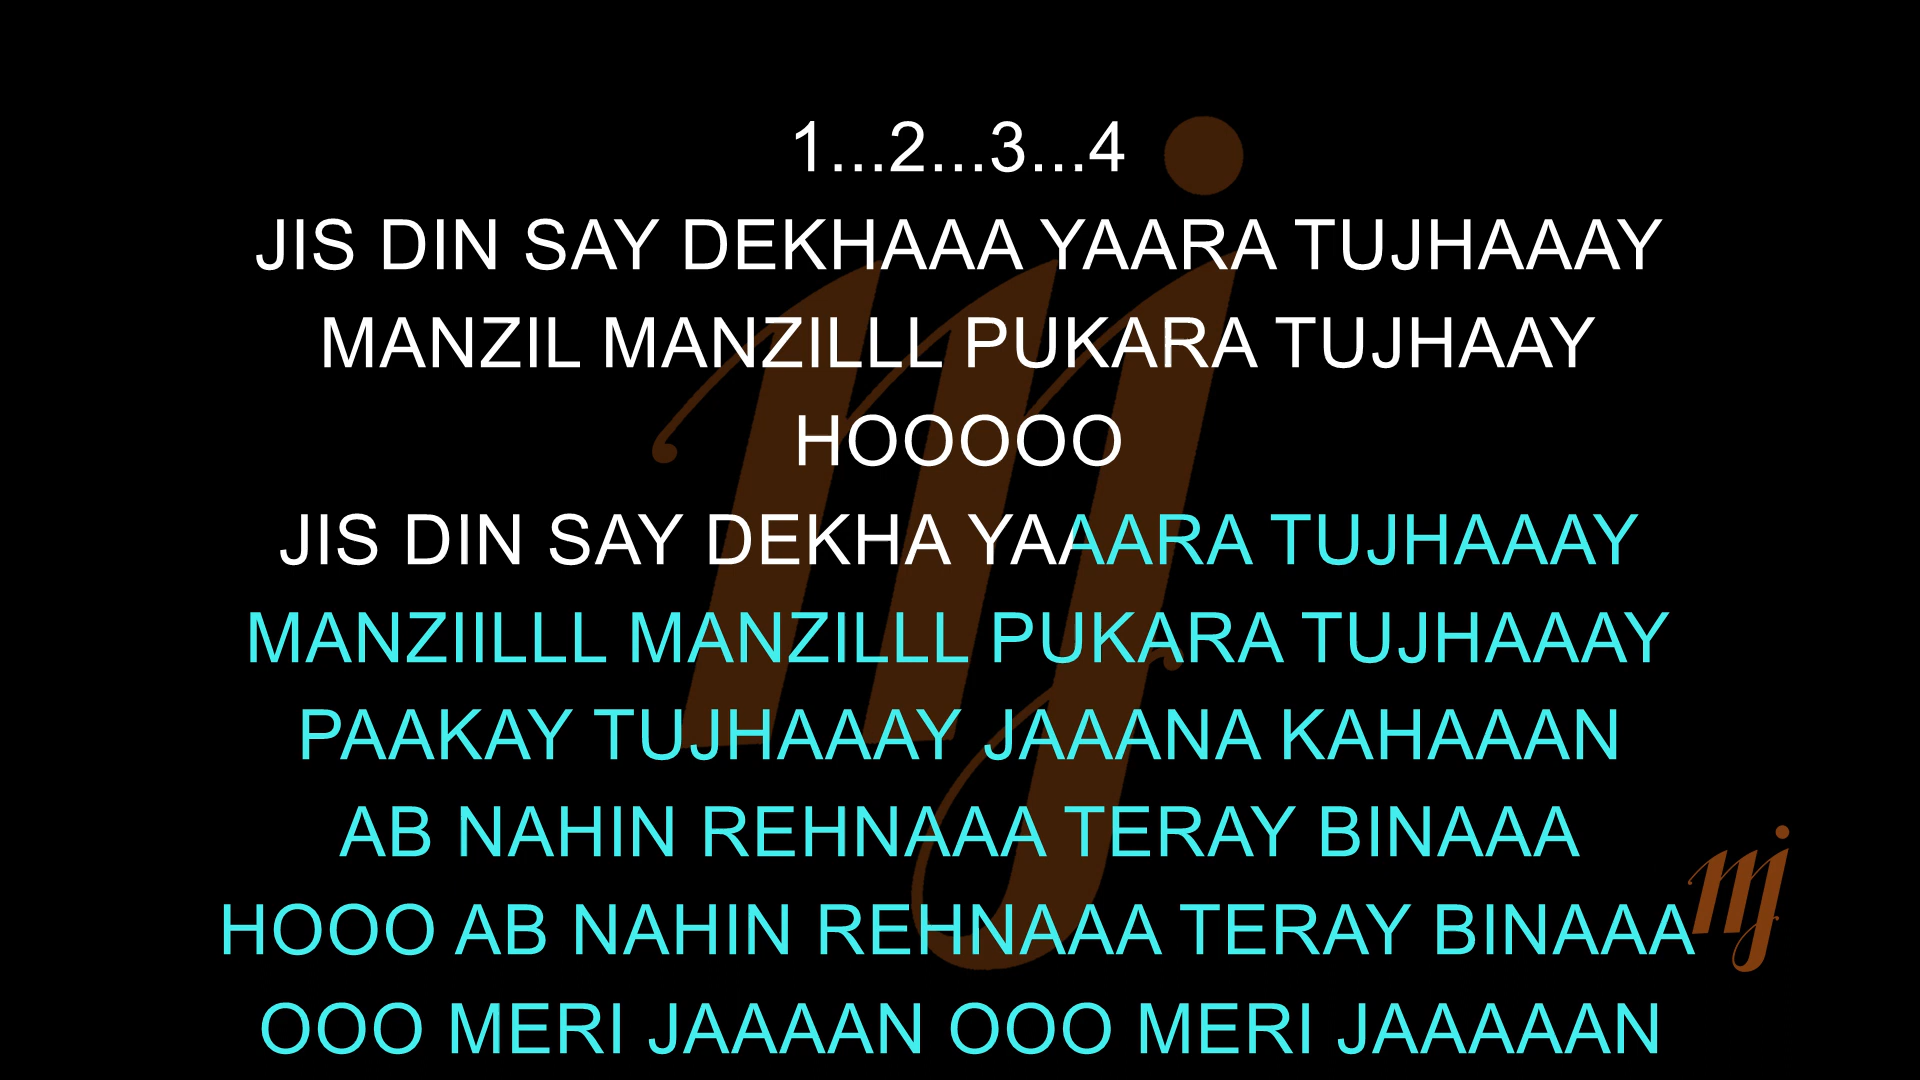 1...2...3...4
JIS DIN SAY DEKHAAA YAARA TUJHAAAY
MANZIL MANZILLL PUKARA TUJHAAY
HOOOOO
JIS DIN SAY DEKHA YAAARA TUJHAAAY
MANZIILLL MANZILLL PUKARA TUJHAAAY
PAAKAY TUJHAAAY JAAANA KAHAAAN
AB NAHIN REHNAAA TERAY BINAAA
HOOO AB NAHIN REHNAAA TERAY BINAAA
OOO MERI JAAAAN OOO MERI JAAAAAN
mj
mj